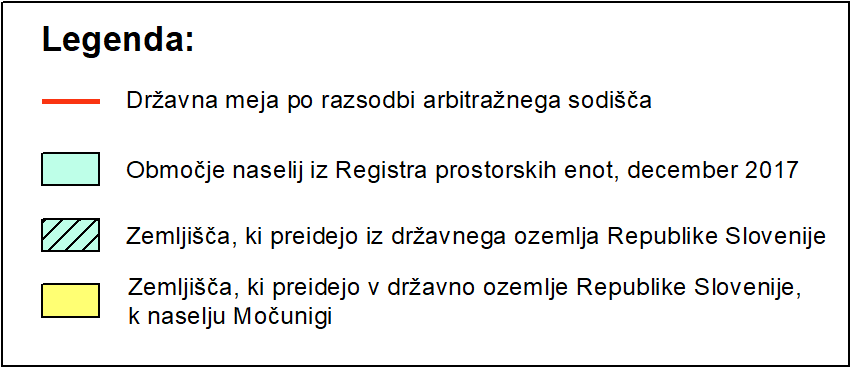 Legenda:
Državna meja po razsodbi arbitražnega sodišča
Območje naselij iz Registra prostorskih enot, december 2017
Zemljišča, ki preidejo iz državnega ozemlja Republike Slovenije
Zemljišča, ki preidejo v državno ozemlje Republike Slovenije,
k naselju Močunigi